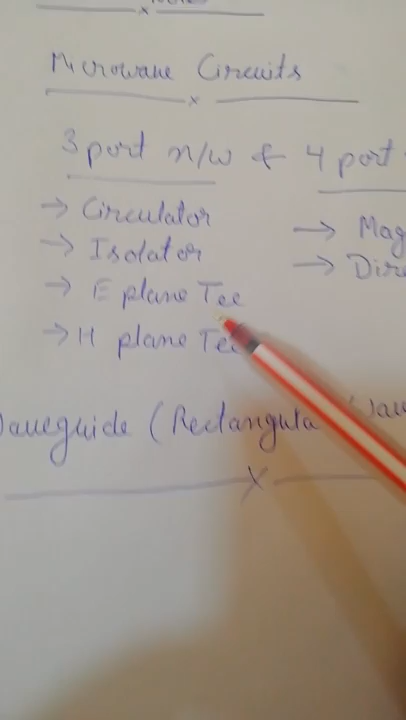 Microwave Circuits
3 port n/w & 4 port
→ Circulator
→ Isolator → Mag
→ E plane Tee → Dire
→ H plane Tee
Waveguide (Rectangula